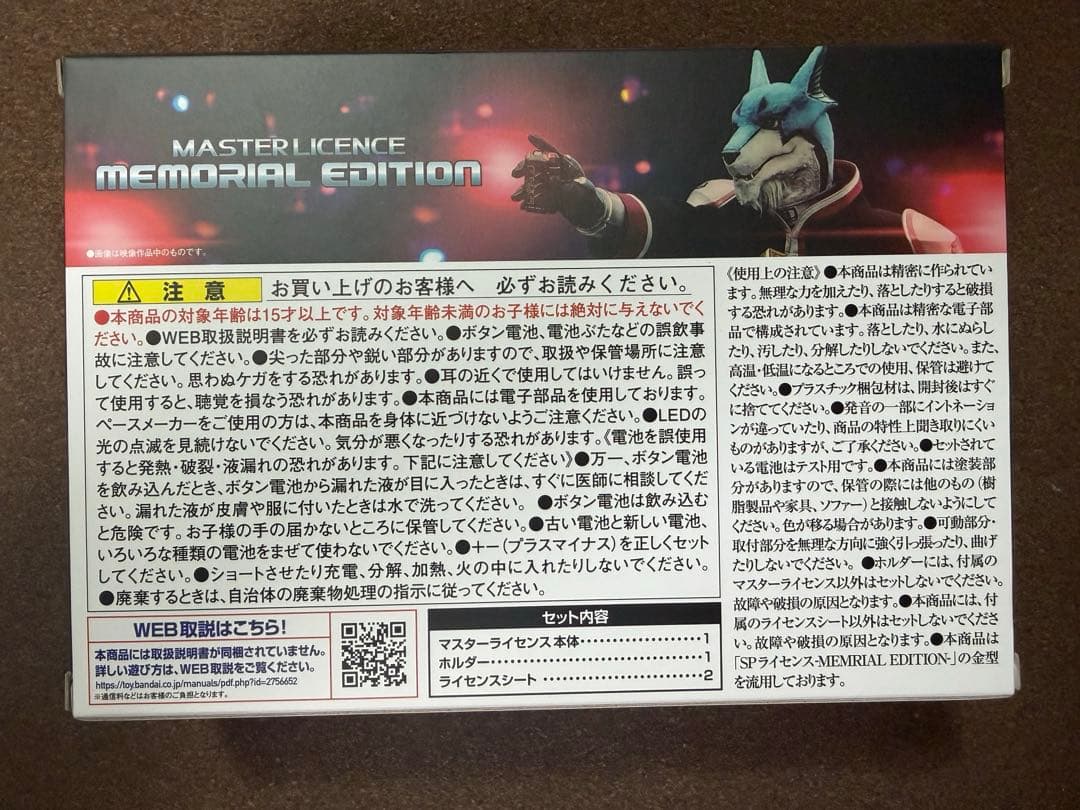 MASTER LICENCE
MEMORIAL EDITION
●画像は映像作品中のものです。
注意 お買い上げのお客様へ 必ずお読みください。
●本商品の対象年齢は15才以上です。対象年齢未満のお子様には絶対に与えないでく
ださい。●WEB取扱説明書を必ずお読みください。●ボタン電池、電池ぶたなどの誤飲事
故に注意してください。●尖った部分や鋭い部分がありますので、取扱や保管場所に注意
してください。思わぬケガをする恐れがあります。●耳の近くで使用してはいけません。誤っ
て使用すると、聴覚を損なう恐れがあります。●本商品には電子部品を使用しております。
ペースメーカーをご使用の方は、本商品を身体に近づけないようご注意ください。●LEDの
光の点滅を見続けないでください。気分が悪くなったりする恐れがあります。《電池を誤使用
すると発熱・破裂・液漏れの恐れがあります。下記に注意してください》●万一、ボタン電池
を飲み込んだとき、ボタン電池から漏れた液が目に入ったときは、すぐに医師に相談してくだ
さい。漏れた液が皮膚や服に付いたときは水で洗ってください。 ●ボタン電池は飲み込む
と危険です。お子様の手の届かないところに保管してください。●古い電池と新しい電池、
いろいろな種類の電池をまぜて使わないでください。●+-(プラスマイナス)を正しくセット
してください。●ショートさせたり充電、分解、加熱、火の中に入れたりしないでください。
●廃棄するときは、自治体の廃棄物処理の指示に従ってください。
WEB取説はこちら!
本商品には取扱説明書が同梱されていません。
詳しい遊び方は、WEB取説をご覧ください。
https://toy.bandai.co.jp/manuals/pdf.php?id=2756652
※通信料などはお客様のご負担となります。
セット内容
マスターライセンス 本体・・・・・・・・・・・・・・・・1
ホルダー・・・・・・・・・・・・・・・・・・・・・・・・・・・・1
ライセンスシート・・・・・・・・・・・・・・・・・・・・・2
《使用上の注意》●本商品は精密に作られてい
ます。無理な力を加えたり、落としたりすると破損
する恐れがあります。●本商品は精密な電子部
品で構成されています。落としたり、水にぬらし
たり、汚したり、分解したりしないでください。また、
高温・低温になるところでの使用、保管は避けて
ください。●プラスチック梱包材は、開封後はすぐ
に捨ててください。●発音の一部にイントネーショ
ンが違っていたり、商品の特性上聞き取りにくい
ものがありますが、ご了承ください。●セットされて
いる電池はテスト用です。●本商品には塗装部
分がありますので、保管の際には他のもの(樹
脂製品や家具、ソファー)と接触しないようにして
ください。色が移る場合があります。●可動部分・
取付部分を無理な方向に強く引っ張ったり、曲げ
たりしないでください。 ●ホルダーには、付属の
マスターライセンス以外はセットしないでください。
故障や破損の原因となります。●本商品には、付
属のライセンスシート以外はセットしないでくださ
い。故障や破損の原因となります。●本商品は
「SPライセンス-MEMRIAL EDITION-」の金型
を流用しております。